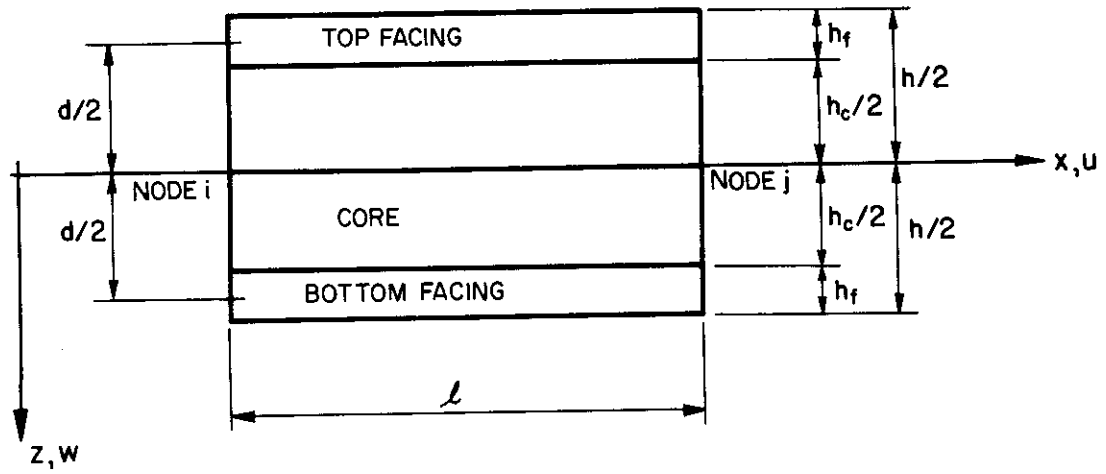 TOP FACING
h_f
h/2
d/2
h_c/2
x,u
NODE i
NODE j
d/2
CORE
h_c/2
h/2
BOTTOM FACING
h_f
ℓ
z,w